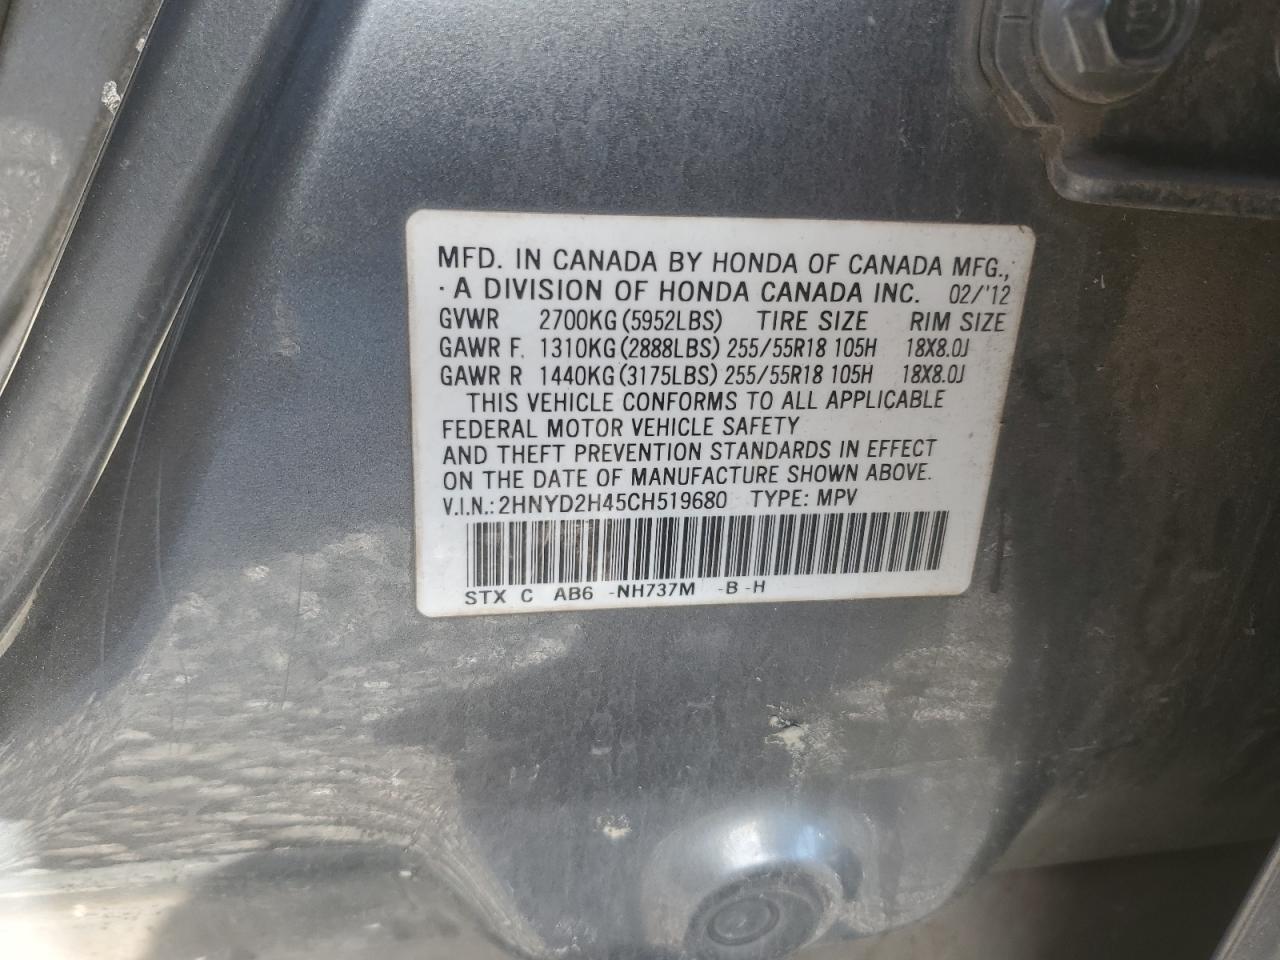 MFD. IN CANADA BY HONDA OF CANADA MFG.,
· A DIVISION OF HONDA CANADA INC. 02/'12
GVWR 2700KG (5952LBS) TIRE SIZE RIM SIZE
GAWR F. 1310KG (2888LBS) 255/55R18 105H 18X8.0J
GAWR R 1440KG (3175LBS) 255/55R18 105H 18X8.0J
THIS VEHICLE CONFORMS TO ALL APPLICABLE
FEDERAL MOTOR VEHICLE SAFETY
AND THEFT PREVENTION STANDARDS IN EFFECT
ON THE DATE OF MANUFACTURE SHOWN ABOVE.
V.I.N.: 2HNYD2H45CH519680 TYPE: MPV
STX C AB6 -NH737M -B -H